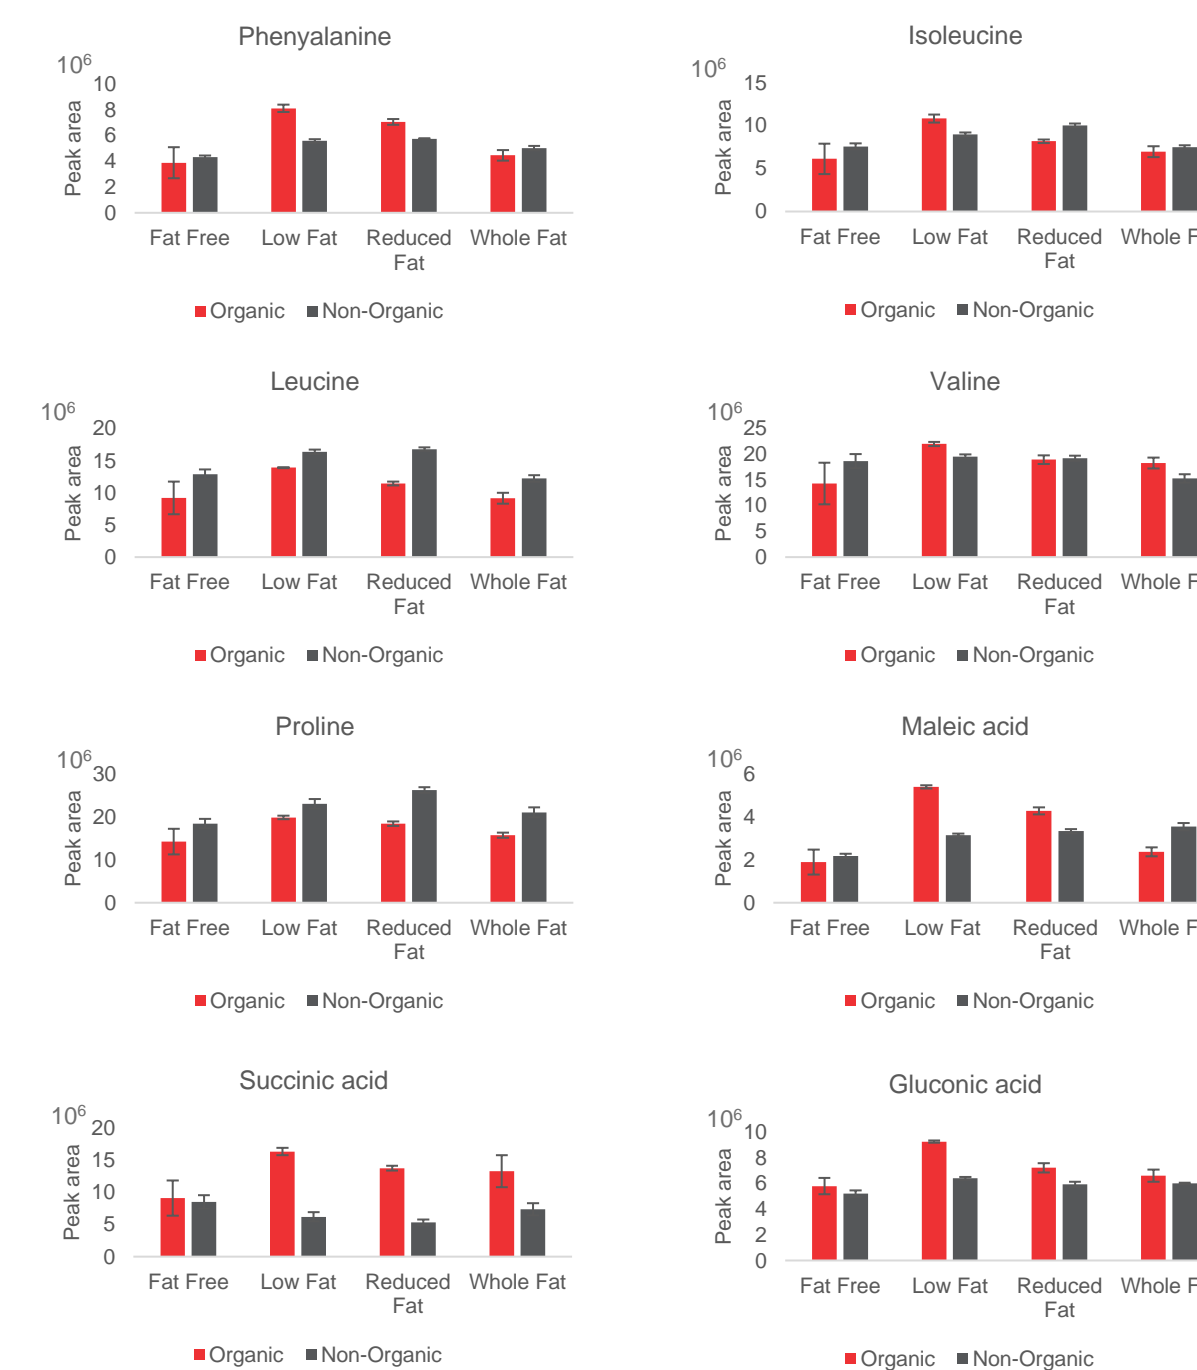 Phenyalanine
10⁶
10
8
6
4
2
0
Peak area
Fat Free Low Fat Reduced Whole Fat
Fat
Organic Non-Organic
Isoleucine
10⁶
15
10
5
0
Peak area
Fat Free Low Fat Reduced Whole F
Fat
Organic Non-Organic
Leucine
10⁶
20
15
10
5
0
Peak area
Fat Free Low Fat Reduced Whole Fat
Fat
Organic Non-Organic
Valine
10⁶
25
20
15
10
5
0
Peak area
Fat Free Low Fat Reduced Whole F
Fat
Organic Non-Organic
Proline
10⁶
30
20
10
0
Peak area
Fat Free Low Fat Reduced Whole Fat
Fat
Organic Non-Organic
Maleic acid
10⁶
6
4
2
0
Peak area
Fat Free Low Fat Reduced Whole F
Fat
Organic Non-Organic
Succinic acid
10⁶
20
15
10
5
0
Peak area
Fat Free Low Fat Reduced Whole Fat
Fat
Organic Non-Organic
Gluconic acid
10⁶
10
8
6
4
2
0
Peak area
Fat Free Low Fat Reduced Whole F
Fat
Organic Non-Organic